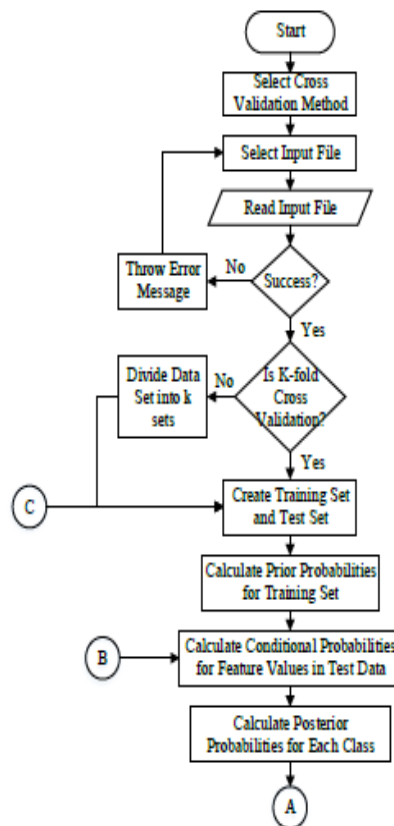 Start
Select Cross
Validation Method
Select Input File
Read Input File
Success?
No
Throw Error
Message
Yes
Is K-fold
Cross
Validation?
No
Divide Data
Set into k
sets
Yes
C
Create Training Set
and Test Set
Calculate Prior Probabilities
for Training Set
B
Calculate Conditional Probabilities
for Feature Values in Test Data
Calculate Posterior
Probabilities for Each Class
A